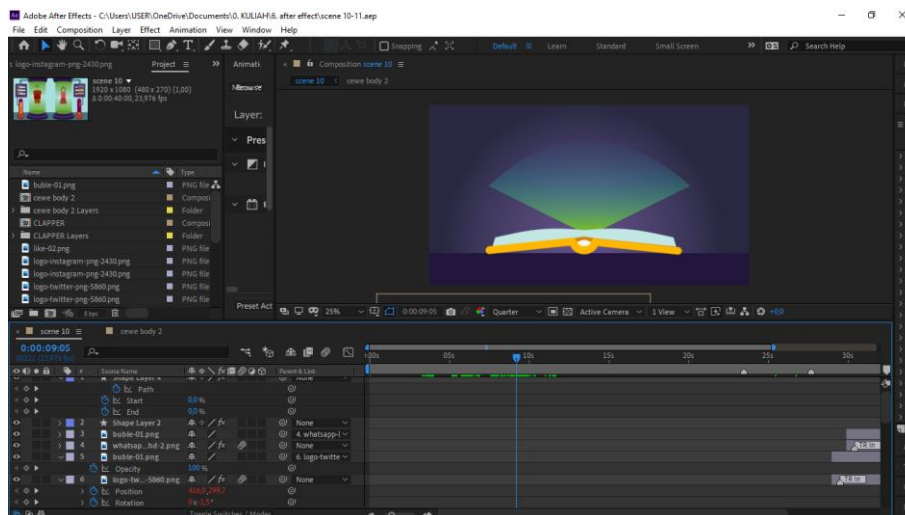 Adobe After Effects - C:\Users\USER\OneDrive\Documents\0. KULIAH\6. after effect\scene 10-11.aep
File Edit Composition Layer Effect Animation View Window Help
Snapping Default Learn Standard Small Screen Search Help
logo-instagram-png-2430.png Project Animati Composition scene 10
scene 10
1920 x 1080 (480 x 270) (1,00)
Δ 0:00:40:00, 23,976 fps
scene 10 cewe body 2
Layer:
Pres
Name Type
buble-01.png PNG file
cewe body 2 Composi
cewe body 2 Layers Folder
CLAPPER Composi
CLAPPER Layers Folder
like-02.png PNG file
logo-instagram-png-2430.png PNG file
logo-instagram-png-2430.png PNG file
logo-twitter-png-5860.png PNG file
logo-twitter-png-5860.png PNG file
Preset Act
8 bpc 25% 0:00:09:05 Quarter Active Camera 1 View +0,0
scene 10 cewe body 2
0:00:09:05
00s 05s 10s 15s 20s 25s 30s
# Source Name Parent & Link
Shape Layer 4 None
Path
Start 0,0 %
End 0,0 %
2 Shape Layer 2 None
3 buble-01.png 4. whatsapp-l
4 whatsap...hd-2.png None
5 buble-01.png 6. logo-twitte
Opacity 100 %
6 logo-tw...-5860.png None
Position
Rotation
Toggle Switches / Modes